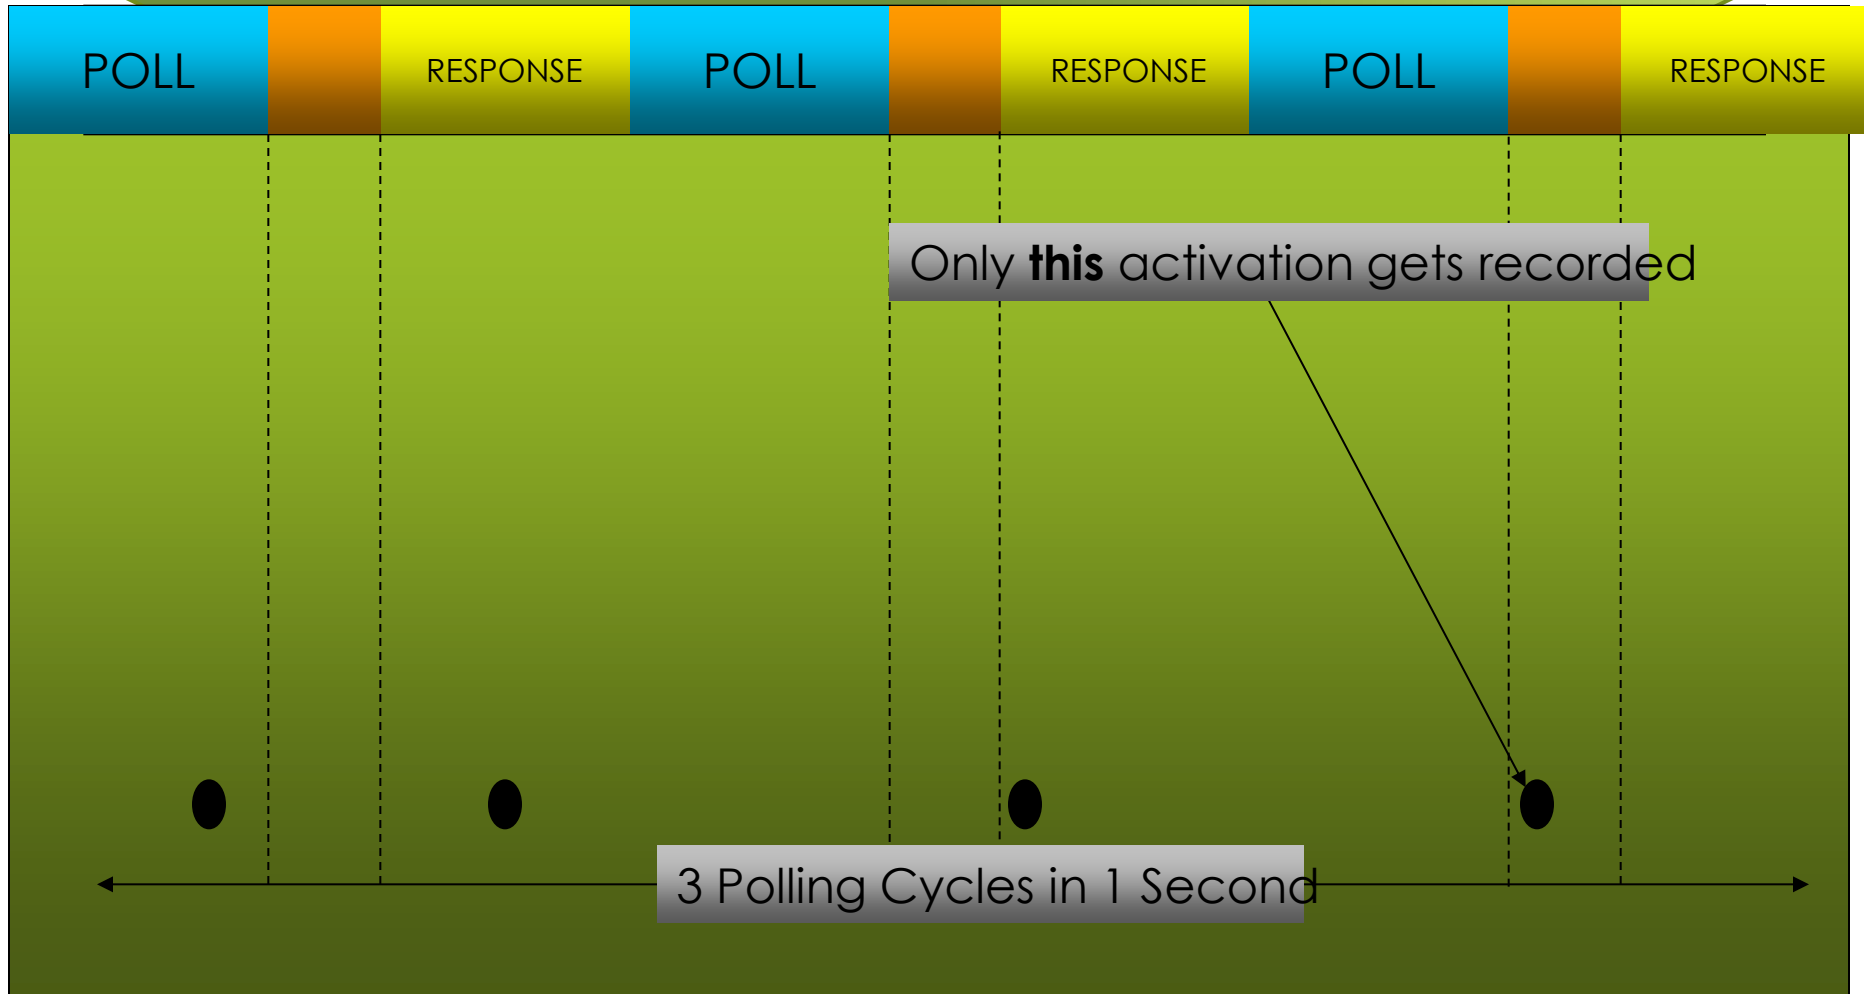 POLL RESPONSE POLL RESPONSE POLL RESPONSE
Only this activation gets recorded
3 Polling Cycles in 1 Second